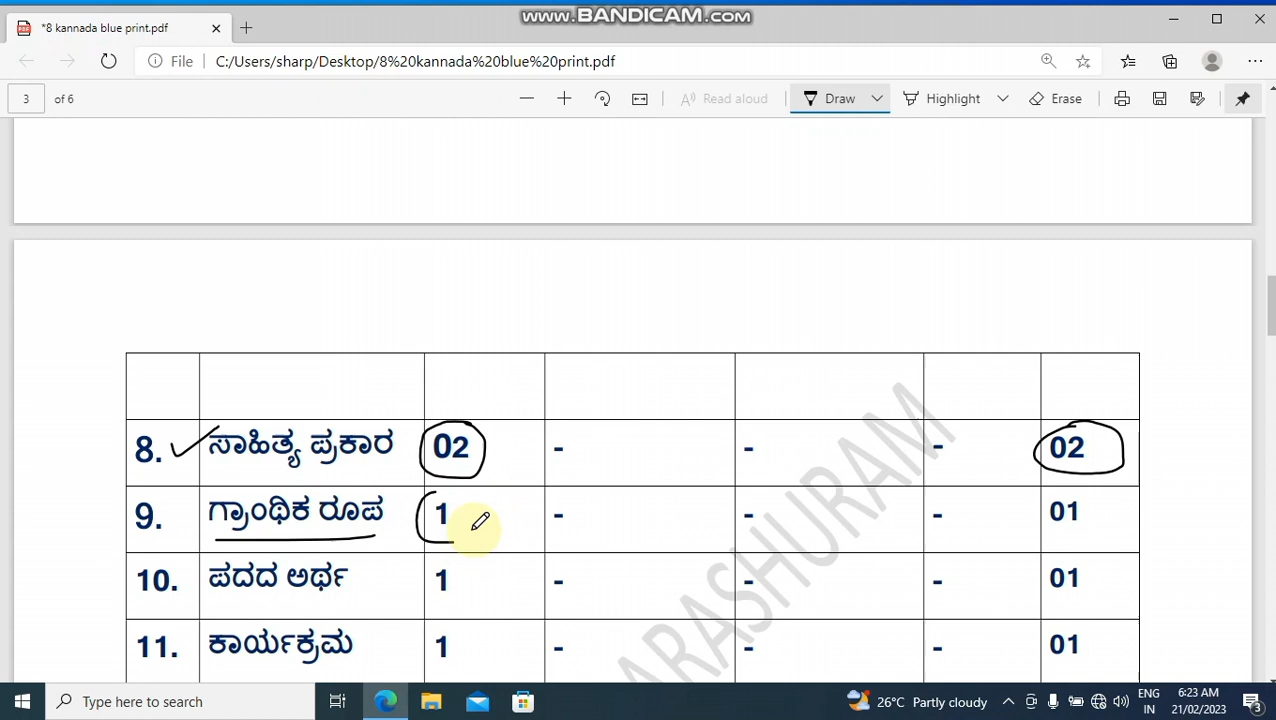 www.BANDICAM.com
*8 kannada blue print.pdf
File C:/Users/sharp/Desktop/8%20kannada%20blue%20print.pdf
3 of 6 Read aloud Draw Highlight Erase
8. ಸಾಹಿತ್ಯ ಪ್ರಕಾರ 02 - - - 02
9. ಗ್ರಾಂಥಿಕ ರೂಪ 1 - - - 01
10. ಪದದ ಅರ್ಥ 1 - - - 01
11. ಕಾರ್ಯಕ್ರಮ 1 - - - 01
ARASHURAM
Type here to search 26°C Partly cloudy ENG IN 6:23 AM 21/02/2023 3